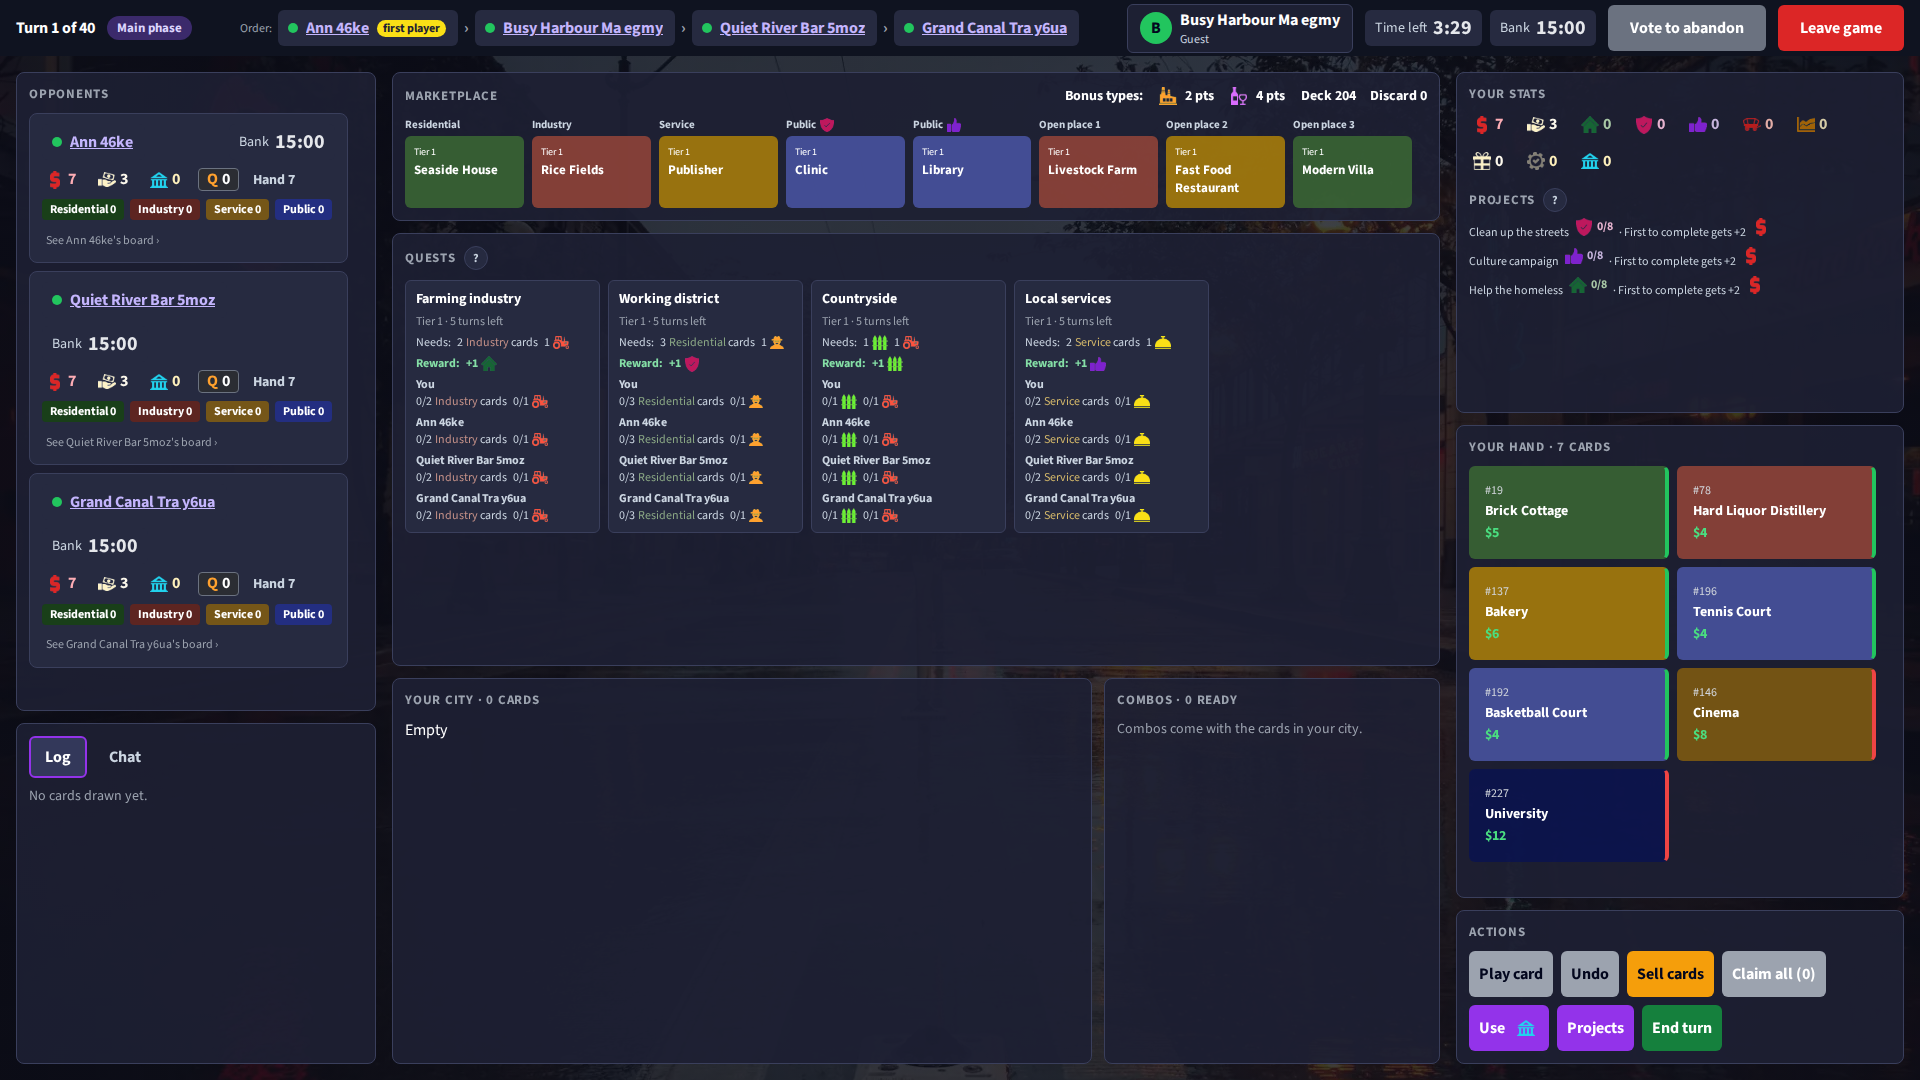 Turn 1 of 40 Main phase Order: Ann 46ke first player › Busy Harbour Ma egmy › Quiet River Bar 5moz › Grand Canal Tra y6ua B Busy Harbour Ma egmy Guest Time left 3:29 Bank 15:00 Vote to abandon Leave game
OPPONENTS
Ann 46ke Bank 15:00
7 3 0 Q 0 Hand 7
Residential 0 Industry 0 Service 0 Public 0
See Ann 46ke's board ›
Quiet River Bar 5moz
Bank 15:00
7 3 0 Q 0 Hand 7
Residential 0 Industry 0 Service 0 Public 0
See Quiet River Bar 5moz's board ›
Grand Canal Tra y6ua
Bank 15:00
7 3 0 Q 0 Hand 7
Residential 0 Industry 0 Service 0 Public 0
See Grand Canal Tra y6ua's board ›
Log Chat
No cards drawn yet.
MARKETPLACE Bonus types: 2 pts 4 pts Deck 204 Discard 0
Residential Industry Service Public Public Open place 1 Open place 2 Open place 3
Tier 1 Tier 1 Tier 1 Tier 1 Tier 1 Tier 1 Tier 1 Tier 1
Seaside House Rice Fields Publisher Clinic Library Livestock Farm Fast Food Modern Villa
Restaurant
QUESTS ?
Farming industry
Tier 1 · 5 turns left
Needs: 2 Industry cards 1
Reward: +1
You
0/2 Industry cards 0/1
Ann 46ke
0/2 Industry cards 0/1
Quiet River Bar 5moz
0/2 Industry cards 0/1
Grand Canal Tra y6ua
0/2 Industry cards 0/1
Working district
Tier 1 · 5 turns left
Needs: 3 Residential cards 1
Reward: +1
You
0/3 Residential cards 0/1
Ann 46ke
0/3 Residential cards 0/1
Quiet River Bar 5moz
0/3 Residential cards 0/1
Grand Canal Tra y6ua
0/3 Residential cards 0/1
Countryside
Tier 1 · 5 turns left
Needs: 1 1
Reward: +1
You
0/1 0/1
Ann 46ke
0/1 0/1
Quiet River Bar 5moz
0/1 0/1
Grand Canal Tra y6ua
0/1 0/1
Local services
Tier 1 · 5 turns left
Needs: 2 Service cards 1
Reward: +1
You
0/2 Service cards 0/1
Ann 46ke
0/2 Service cards 0/1
Quiet River Bar 5moz
0/2 Service cards 0/1
Grand Canal Tra y6ua
0/2 Service cards 0/1
YOUR CITY · 0 CARDS
Empty
COMBOS · 0 READY
Combos come with the cards in your city.
YOUR STATS
7 3 0 0 0 0 0
0 0 0
PROJECTS ?
Clean up the streets 0/8 · First to complete gets +2
Culture campaign 0/8 · First to complete gets +2
Help the homeless 0/8 · First to complete gets +2
YOUR HAND · 7 CARDS
#19
Brick Cottage
$5
#78
Hard Liquor Distillery
$4
#137
Bakery
$6
#196
Tennis Court
$4
#192
Basketball Court
$4
#146
Cinema
$8
#227
University
$12
ACTIONS
Play card Undo Sell cards Claim all (0)
Use Projects End turn